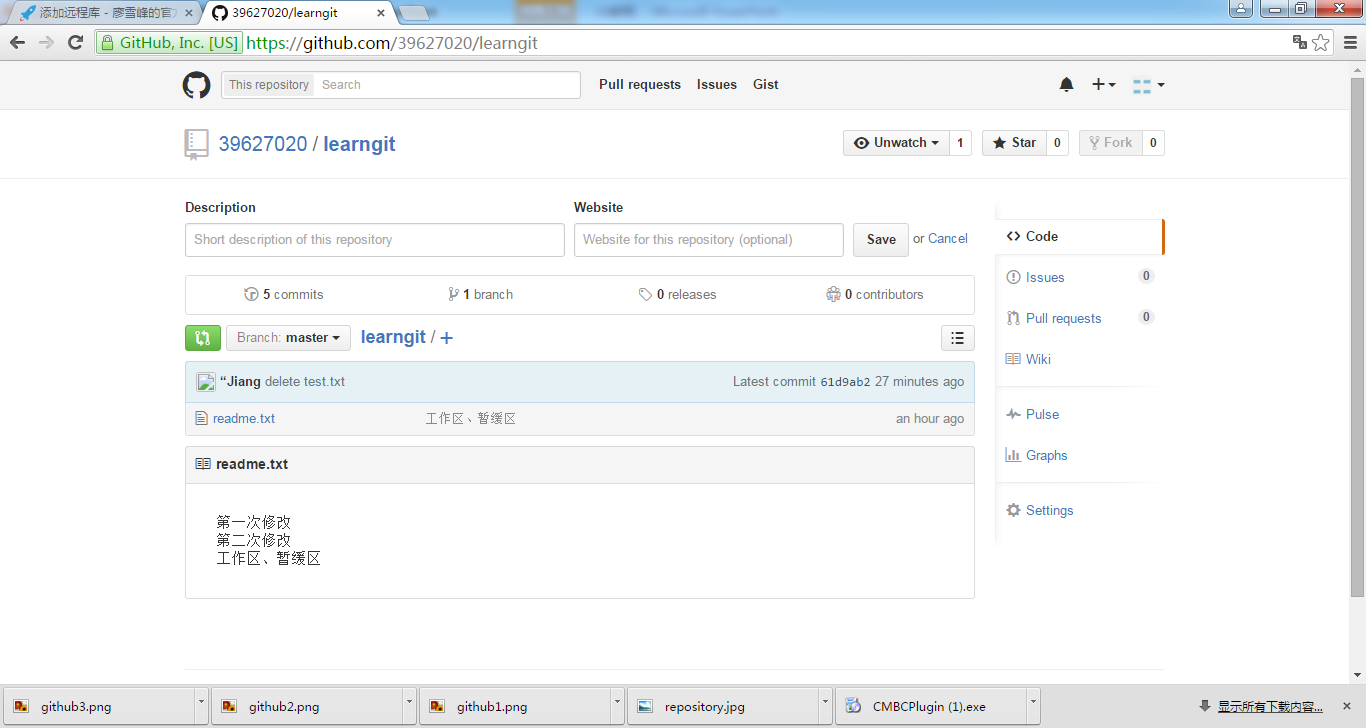 添加远程库 - 廖雪峰的官方
39627020/learngit
GitHub, Inc. [US]
https://github.com/39627020/learngit
This repository
Search
Pull requests
Issues
Gist
39627020 / learngit
Unwatch
1
Star
0
Fork
0
Description
Website
Short description of this repository
Website for this repository (optional)
Save
or Cancel
5 commits
1 branch
0 releases
0 contributors
Branch: master
learngit / +
“Jiang delete test.txt
Latest commit 61d9ab2 27 minutes ago
readme.txt
工作区、暂缓区
an hour ago
readme.txt
第一次修改
第二次修改
工作区、暂缓区
Code
Issues
0
Pull requests
0
Wiki
Pulse
Graphs
Settings
github3.png
github2.png
github1.png
repository.jpg
CMBCPlugin (1).exe
显示所有下载内容...